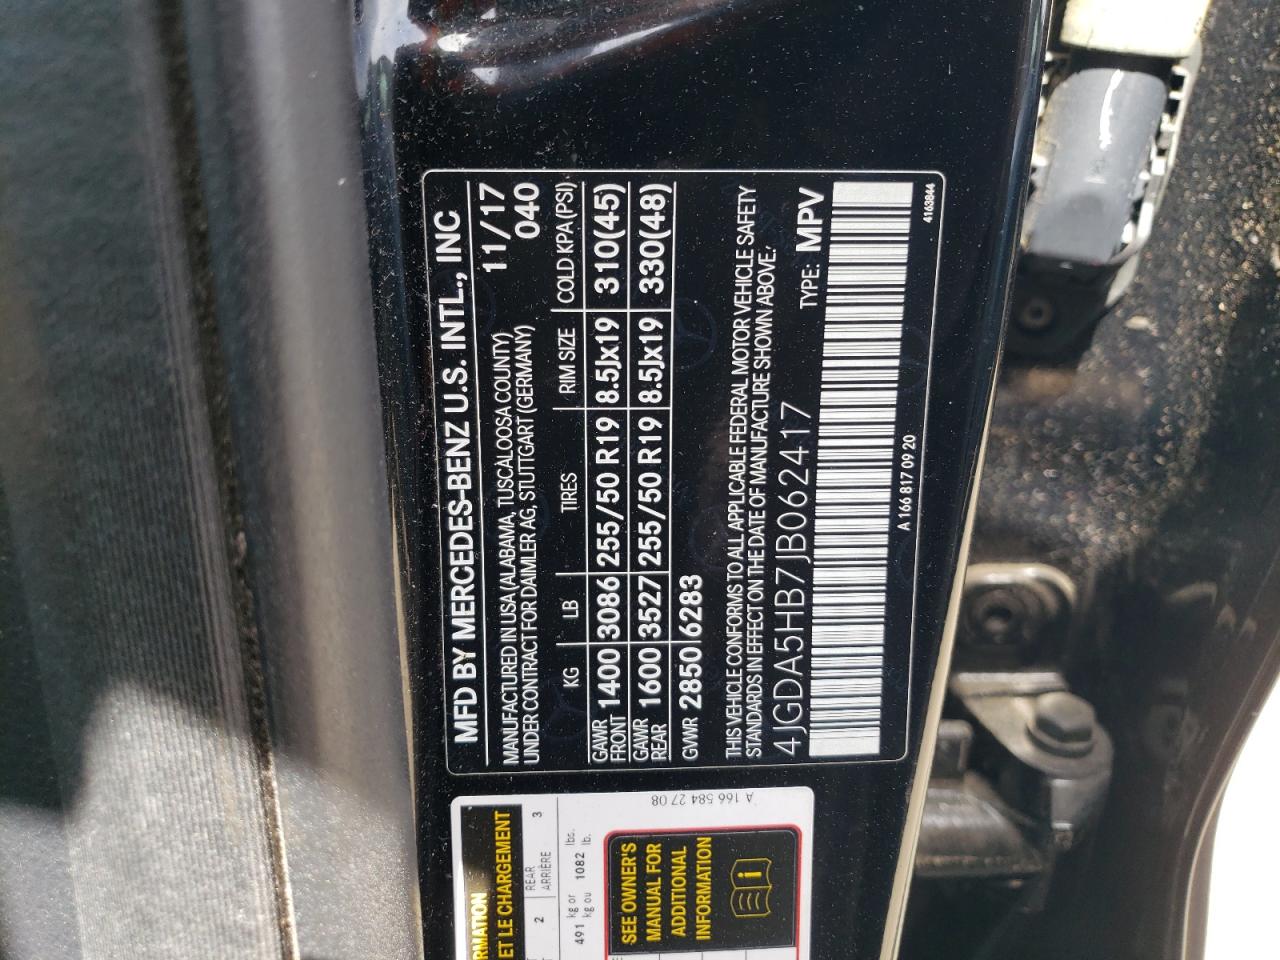 MFD BY MERCEDES-BENZ U.S. INTL., INC
MANUFACTURED IN USA (ALABAMA, TUSCALOOSA COUNTY) 11/17
UNDER CONTRACT FOR DAIMLER AG, STUTTGART (GERMANY) 040
KG LB TIRES RIM SIZE COLD KPA (PSI)
GAWR FRONT 1400 3086 255/50 R19 8.5Jx19 310(45)
GAWR REAR 1600 3527 255/50 R19 8.5Jx19 330(48)
GVWR 2850 6283
THIS VEHICLE CONFORMS TO ALL APPLICABLE FEDERAL MOTOR VEHICLE SAFETY
STANDARDS IN EFFECT ON THE DATE OF MANUFACTURE SHOWN ABOVE.
4JGDA5HB7JB062417 TYPE: MPV
A 166 817 09 20
4163844
RMATION
ET LE CHARGEMENT
2 REAR 3
ARRIÈRE
491 kg or 1082 lbs.
kg ou lb.
SEE OWNER'S
MANUAL FOR
ADDITIONAL
INFORMATION
A 166 584 27 08